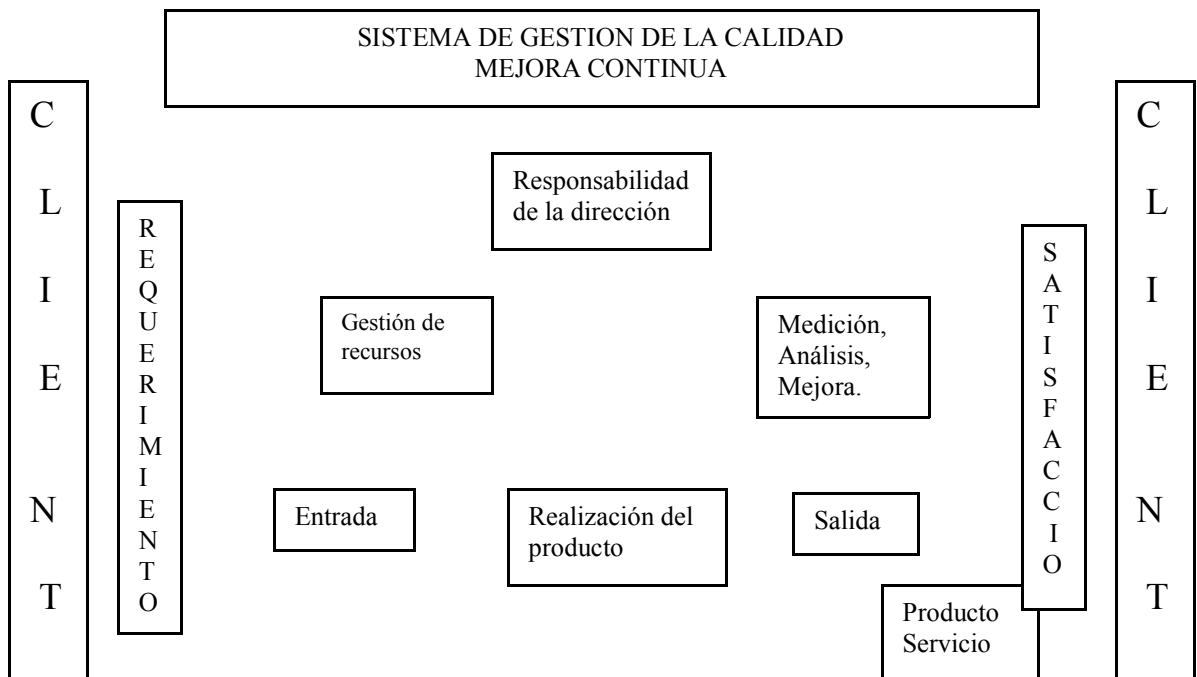 SISTEMA DE GESTION DE LA CALIDAD
MEJORA CONTINUA
C
L
I
E
N
T
R
E
Q
U
E
R
I
M
I
E
N
T
O
Responsabilidad
de la dirección
Gestión de
recursos
Medición,
Análisis,
Mejora.
Entrada
Realización del
producto
Salida
Producto
Servicio
S
A
T
I
S
F
A
C
C
I
O
C
L
I
E
N
T